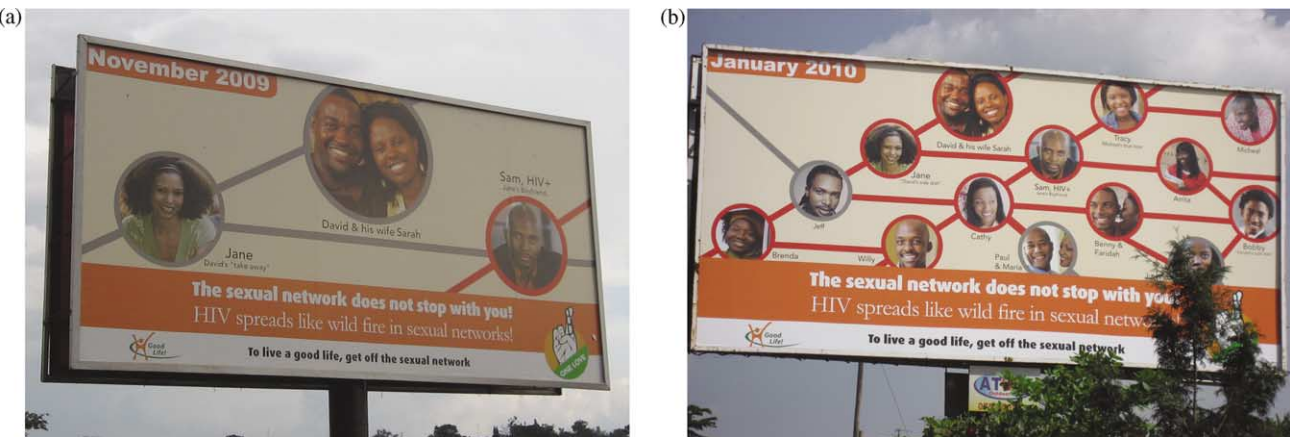 (a)
November 2009
David & his wife Sarah
Sam, HIV+
Jane's Boyfriend
Jane
David's "take away"
The sexual network does not stop with you!
HIV spreads like wild fire in sexual networks!
Good
Life!
To live a good life, get off the sexual network
ONE LOVE
(b)
January 2010
David & his wife Sarah
Tracy
Micheal
Jane
David's "take away"
Sam, HIV+
Jane's Boyfriend
Anita
Jeff
Cathy
Benny &
Faridah
Bobby
Brenda
Willy
Paul
& Maria
The sexual network does not stop with you!
HIV spreads like wild fire in sexual
Good
Life!
To live a good life, get off the sexual network